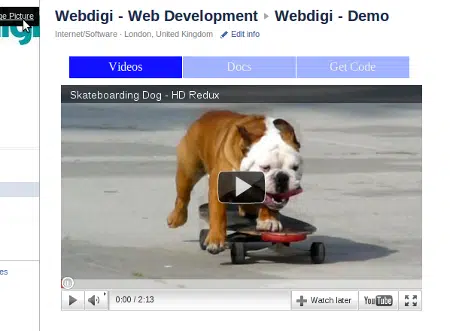 ge Picture
Webdigi - Web Development ▸ Webdigi - Demo
Internet/Software · London, United Kingdom Edit info
Videos Docs Get Code
Skateboarding Dog - HD Redux
es
0:00 / 2:13 Watch later YouTube